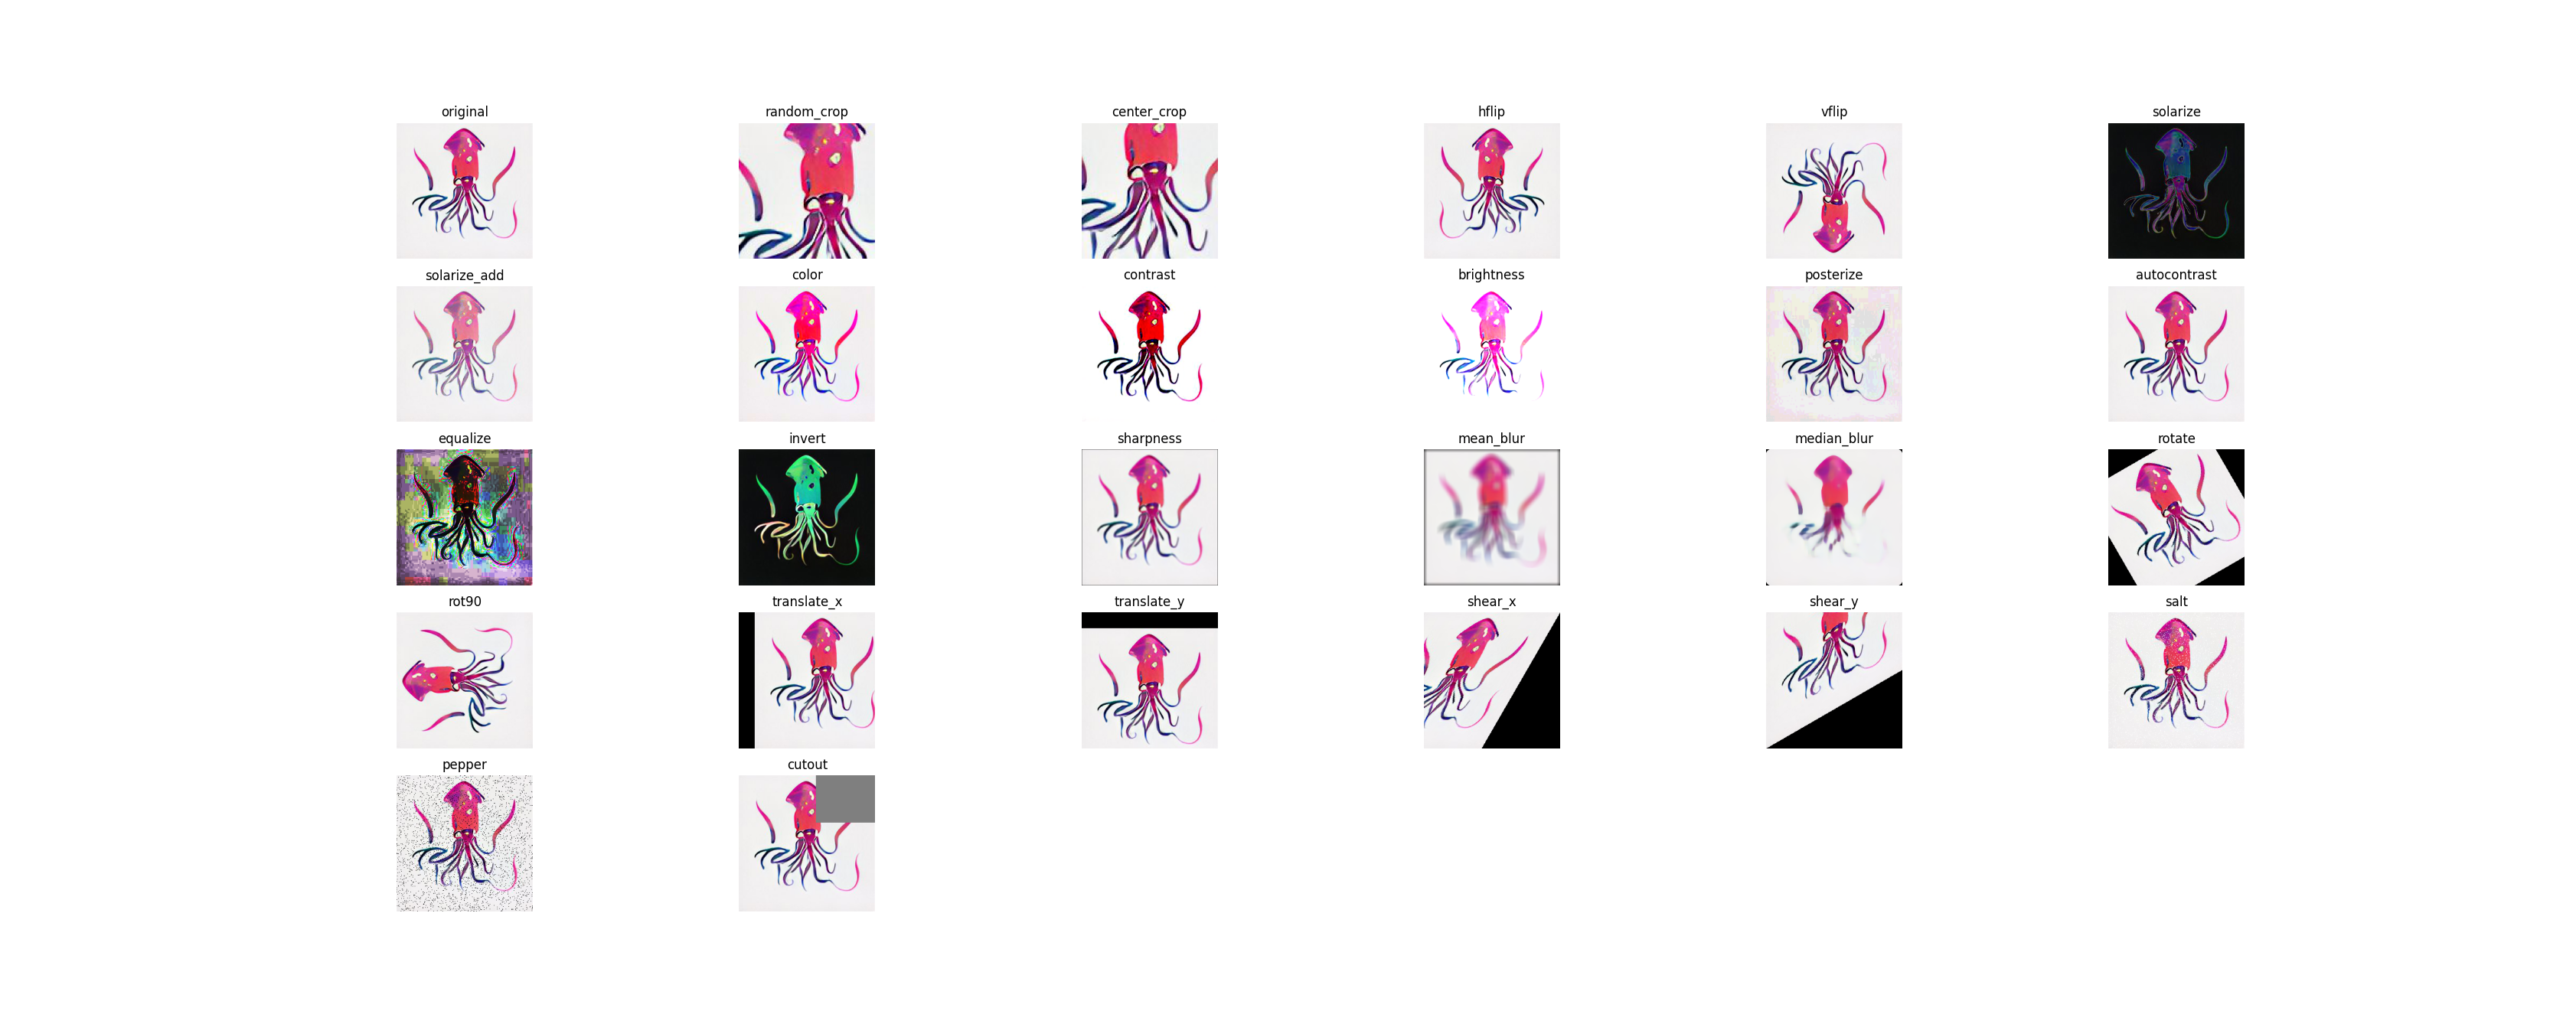 original
random_crop
center_crop
hflip
vflip
solarize
solarize_add
color
contrast
brightness
posterize
autocontrast
equalize
invert
sharpness
mean_blur
median_blur
rotate
rot90
translate_x
translate_y
shear_x
shear_y
salt
pepper
cutout